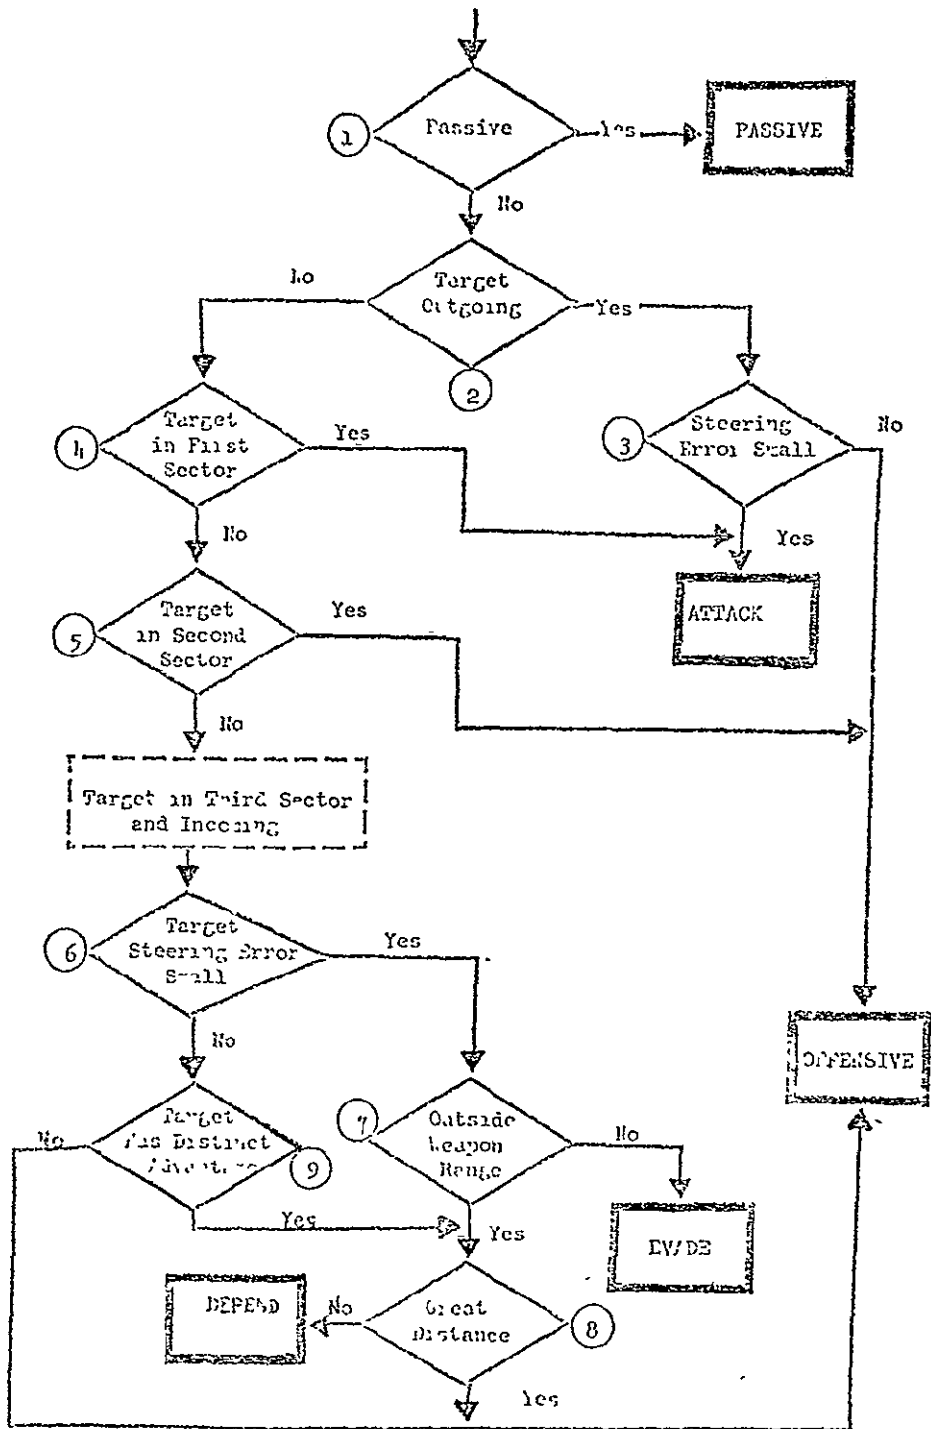 1
Passive
Yes
PASSIVE
No
No
Target
Outgoing
Yes
2
4
Target
in First
Sector
Yes
3
Steering
Error Small
No
No
Yes
ATTACK
5
Target
in Second
Sector
Yes
No
Target in Third Sector
and Incoming
6
Target
Steering Error
Small
Yes
No
OFFENSIVE
No
Target
Has Distinct
Advantage
9
7
Outside
Weapon
Range
No
Yes
Yes
EVADE
DEFEND
No
Great
Distance
8
Yes